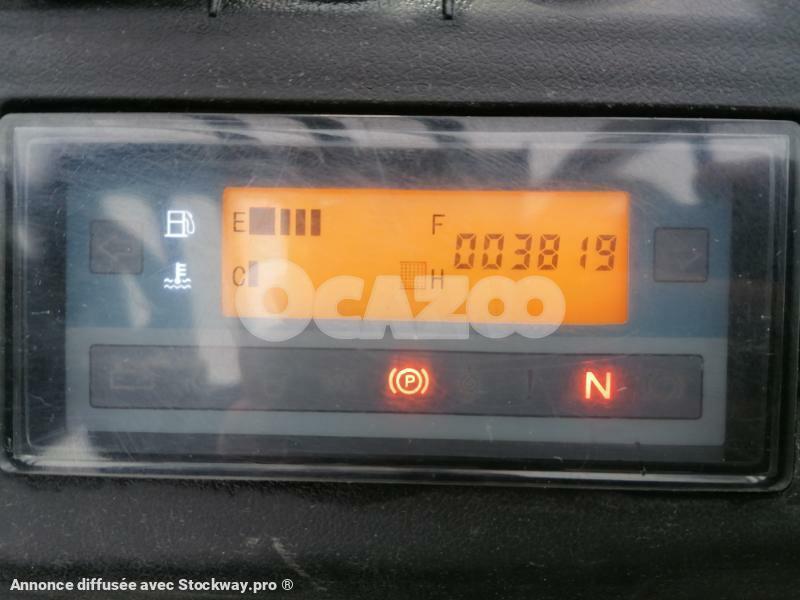 E F
003819
C H
OCAZOO
P N
Annonce diffusée avec Stockway.pro ®